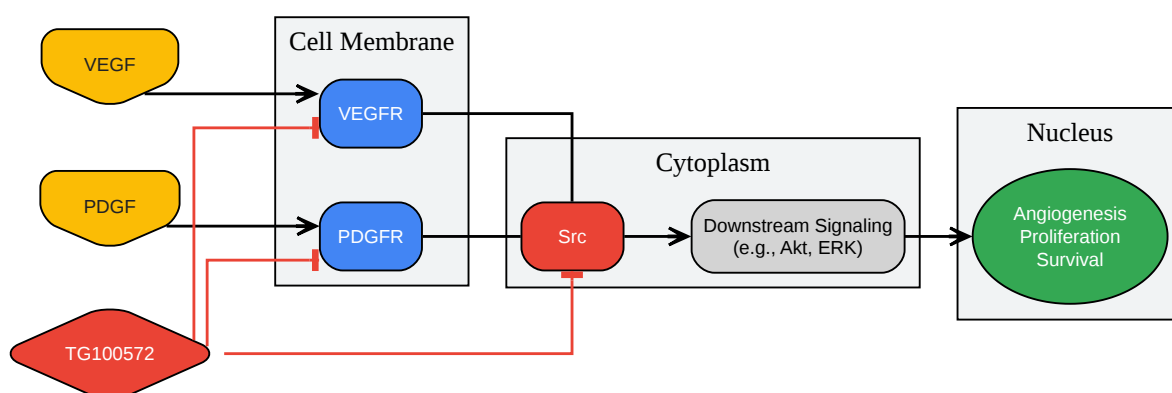 Cell Membrane
VEGF
VEGFR
Cytoplasm
Nucleus
PDGF
PDGFR
Src
Downstream Signaling
(e.g., Akt, ERK)
Angiogenesis
Proliferation
Survival
TG100572